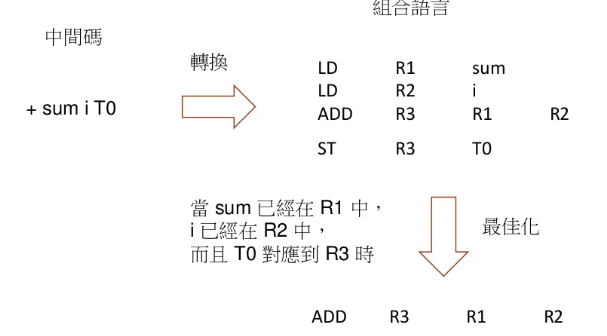 組合語言
中間碼
轉換
+ sum i T0
LD R1 sum
LD R2 i
ADD R3 R1 R2
ST R3 T0
當 sum 已經在 R1 中，
i 已經在 R2 中，
而且 T0 對應到 R3 時
最佳化
ADD R3 R1 R2